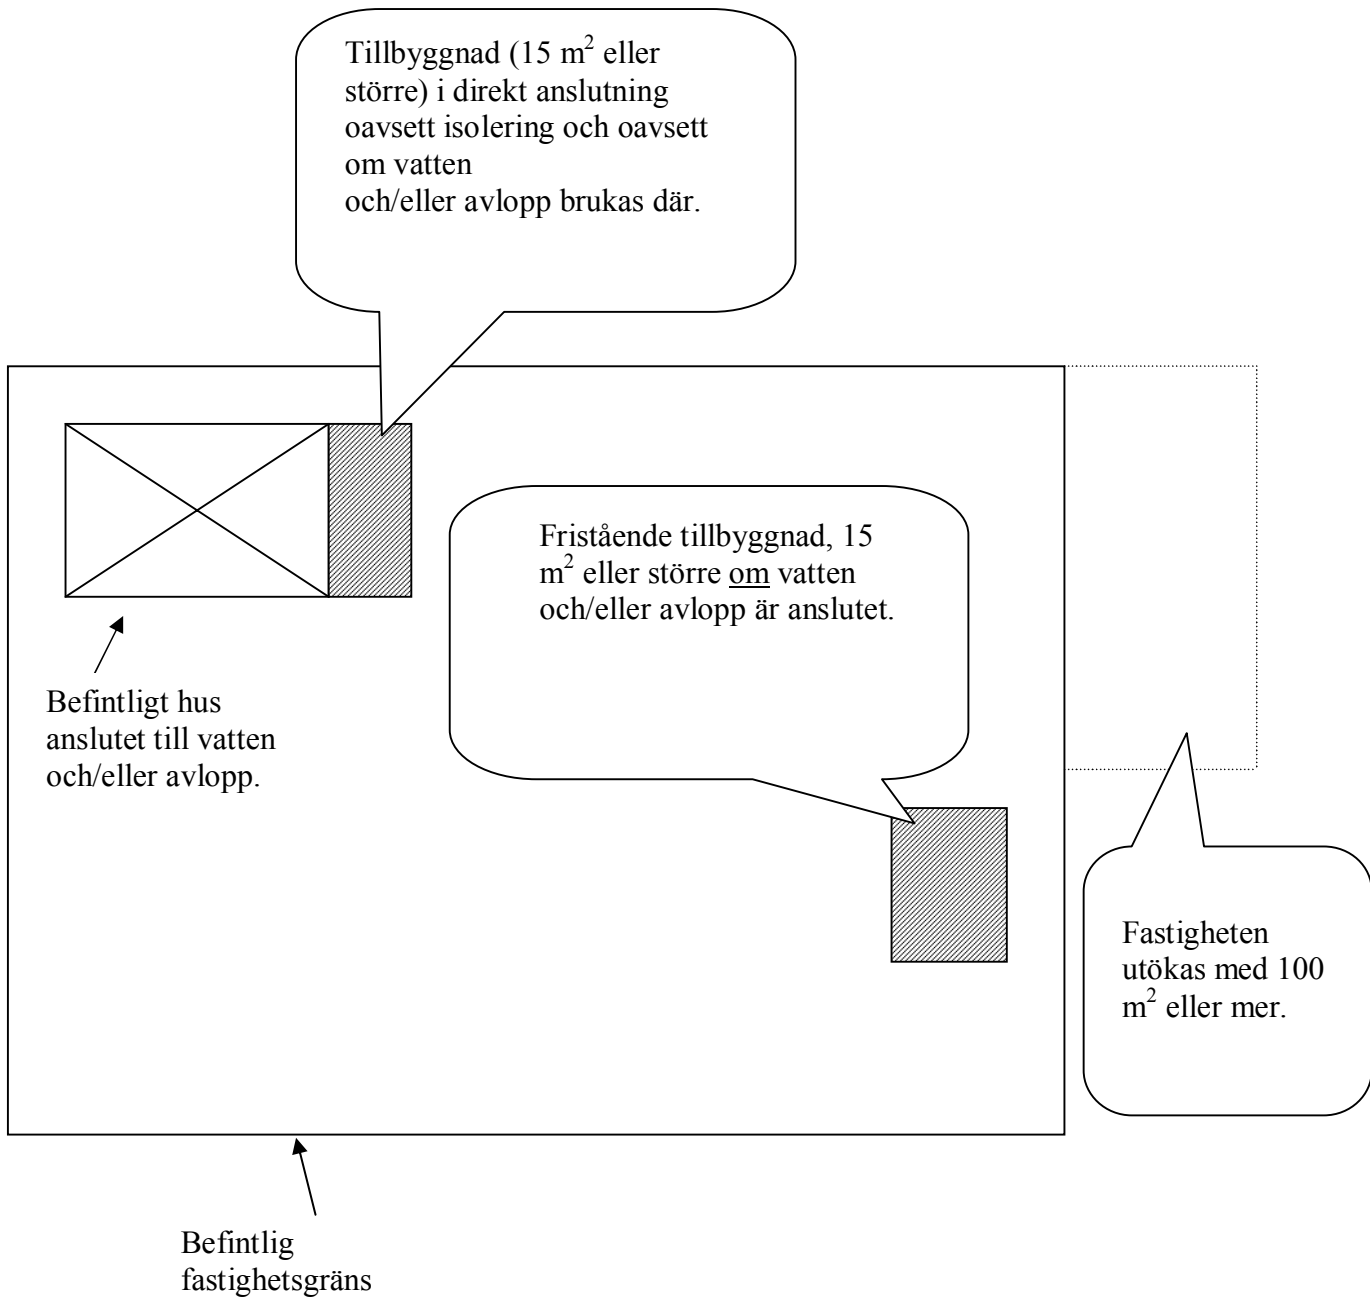 Tillbyggnad (15 m² eller
större) i direkt anslutning
oavsett isolering och oavsett
om vatten
och/eller avlopp brukas där.
Fristående tillbyggnad, 15
m² eller större om vatten
och/eller avlopp är anslutet.
Befintligt hus
anslutet till vatten
och/eller avlopp.
Fastigheten
utökas med 100
m² eller mer.
Befintlig
fastighetsgräns